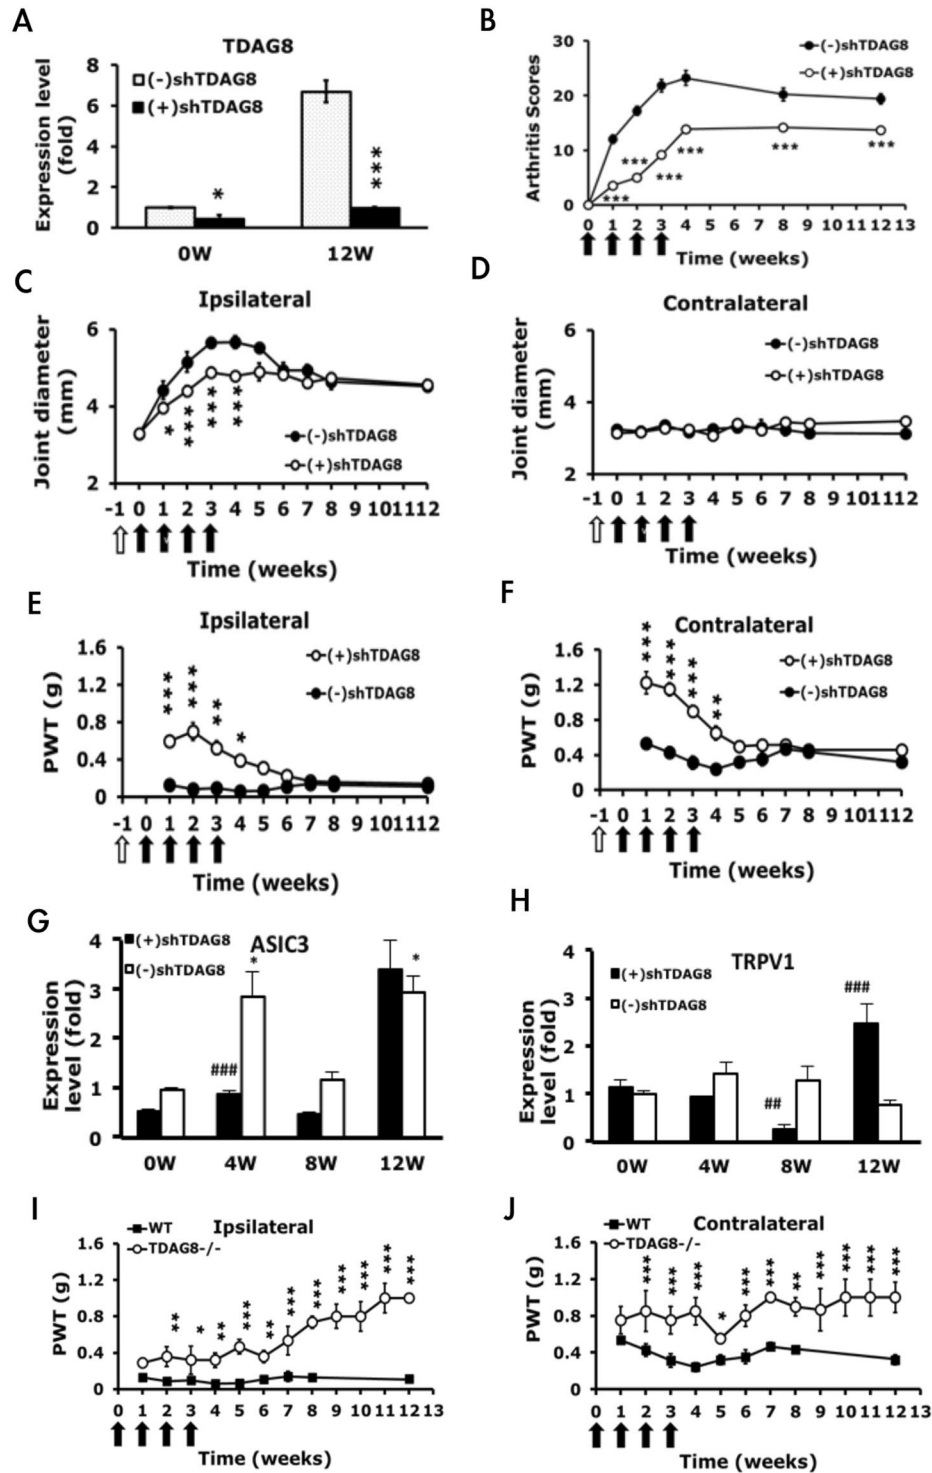 A
TDAG8
Expression level
(fold)
8
6
4
2
0
(-)shTDAG8
(+)shTDAG8
*
***
0W
12W
B
Arthritis Scores
30
20
10
0
(-)shTDAG8
(+)shTDAG8
***
***
***
***
***
***
0 1 2 3 4 5 6 7 8 9 10 11 12 13
Time (weeks)
C
Ipsilateral
Joint diameter
(mm)
6
4
2
*
***
***
***
(-)shTDAG8
(+)shTDAG8
-1 0 1 2 3 4 5 6 7 8 9 10 11 12
Time (weeks)
D
Contralateral
Joint diameter
(mm)
6
4
2
(-)shTDAG8
(+)shTDAG8
-1 0 1 2 3 4 5 6 7 8 9 10 11 12
Time (weeks)
E
Ipsilateral
PWT (g)
1.6
1.2
0.8
0.4
0
(+)shTDAG8
(-)shTDAG8
***
***
**
*
-1 0 1 2 3 4 5 6 7 8 9 10 11 12
Time (weeks)
F
Contralateral
PWT (g)
1.6
1.2
0.8
0.4
0
(+)shTDAG8
(-)shTDAG8
***
***
***
**
-1 0 1 2 3 4 5 6 7 8 9 10 11 12
Time (weeks)
G
ASIC3
Expression
level (fold)
4
3
2
1
0
(+)shTDAG8
(-)shTDAG8
###
*
*
0W 4W 8W 12W
H
TRPV1
Expression
level (fold)
4
3
2
1
0
(+)shTDAG8
(-)shTDAG8
##
###
0W 4W 8W 12W
I
Ipsilateral
WT
TDAG8-/-
PWT (g)
1.6
1.2
0.8
0.4
0
**
*
**
***
**
***
***
***
***
***
***
0 1 2 3 4 5 6 7 8 9 10 11 12 13
Time (weeks)
J
Contralateral
WT
TDAG8-/-
PWT (g)
1.6
1.2
0.8
0.4
0
***
***
***
*
***
***
**
***
***
***
***
0 1 2 3 4 5 6 7 8 9 10 11 12 13
Time (weeks)